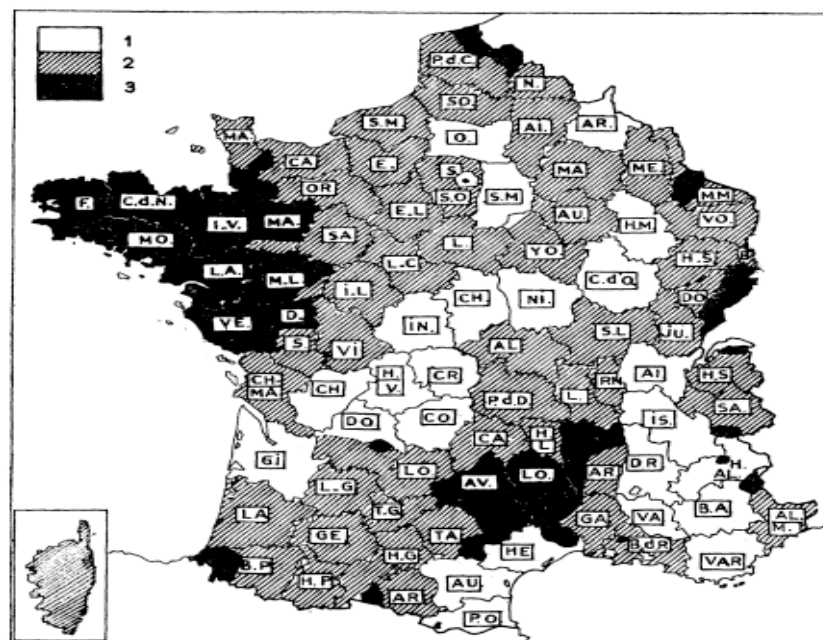 1
2
3
P.d.C.
N.
SO.
S.M.
O.
AI.
AR.
MA.
CA
E.
S.
MA
ME.
OR
S.O
S.M
MM
F.
C.d.N.
I.V.
MA.
E.L
AU.
H.M.
VO.
MO.
SA
L.
YO.
H.S
L.A.
M.L
L.C
C.d'O.
i.L
CH.
NI.
DO
VE.
D.
iN.
S.L
JU.
S
Vi
AL
CH.
MA
CH
H.
V.
CR
P.d.D
L.
RN
AI
H.S
SA.
DO.
CO
IS.
CA
H
L
Gi
LO
AV.
LO.
AR
DR
H.
AL.
L.G
LA
T.G
GA
VA
B.A
AL.
M.
GE
TA
B.P
H.G
HE
B.d.R
VAR
H.P
AR
AU
P.O